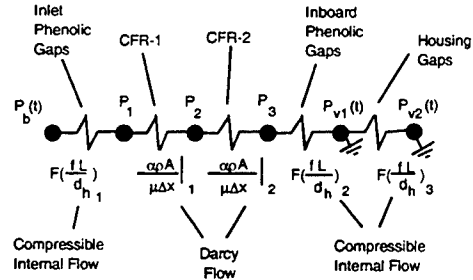 Inlet
Phenolic
Gaps
CFR-1
CFR-2
Inboard
Phenolic
Gaps
Housing
Gaps
P_b(t)
P_1
P_2
P_3
P_v1(t)
P_v2(t)
F(fL/d_h)_1
αρA/μΔx|_1
αρA/μΔx|_2
F(fL/d_h)_2
F(fL/d_h)_3
Compressible
Internal Flow
Darcy
Flow
Compressible
Internal Flow